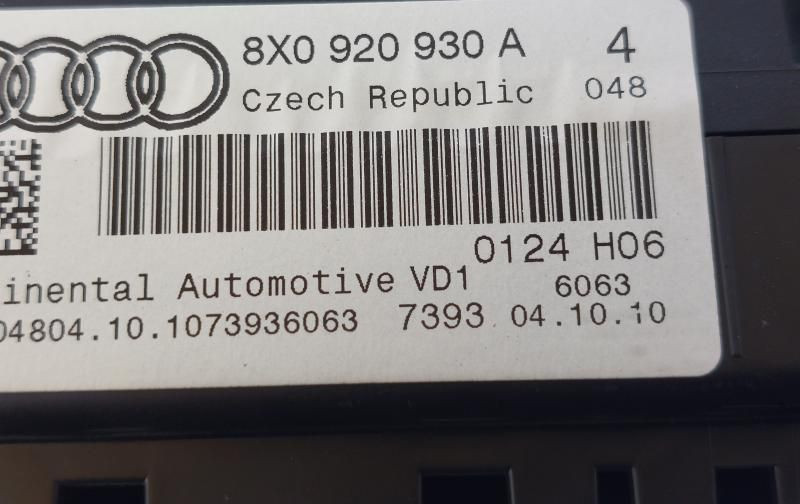 8X0 920 930 A 4
Czech Republic 048
0124 H06
inental Automotive VD1 6063
04804.10.1073936063 7393 04.10.10